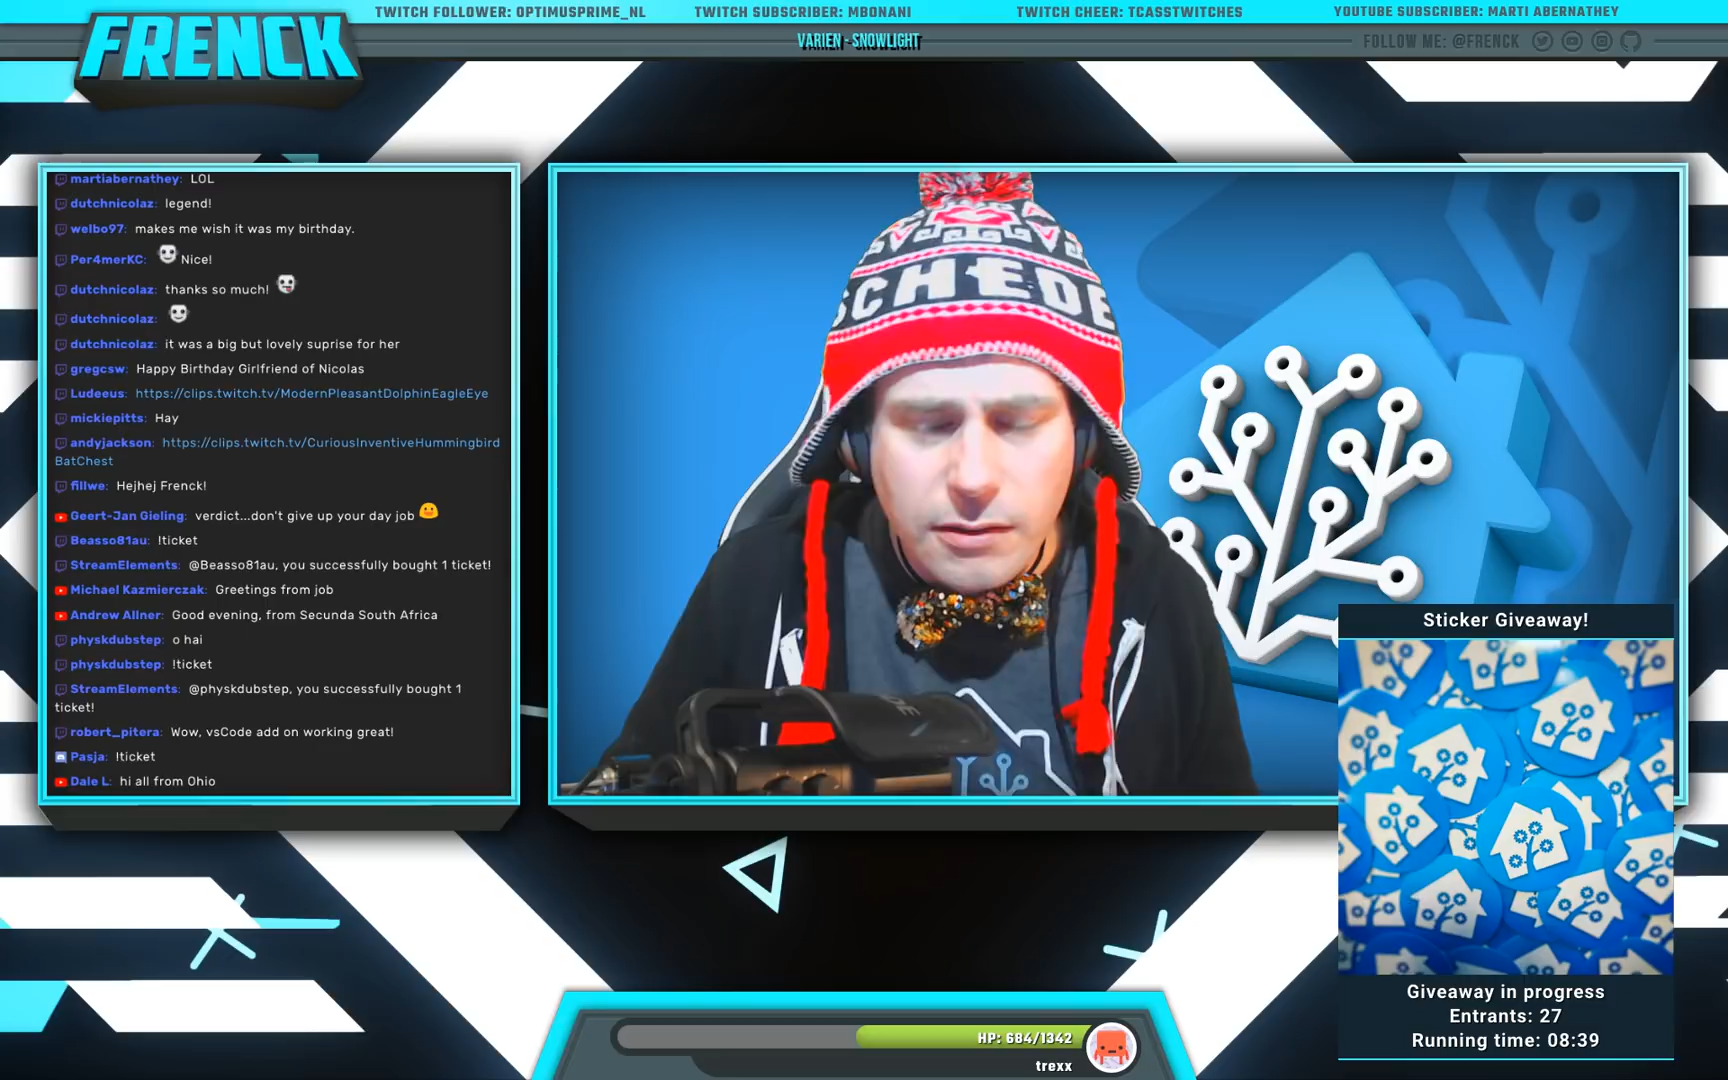 TWITCH FOLLOWER: OPTIMUSPRIME_NL
TWITCH SUBSCRIBER: MBONANI
TWITCH CHEER: TCASSTWITCHES
YOUTUBE SUBSCRIBER: MARTI ABERNATHEY
FRENCK
VARIEN - SNOWLIGHT
FOLLOW ME: @FRENCK
martiabernathey: LOL
dutchnicolaz: legend!
welbo97: makes me wish it was my birthday.
Per4merKC: Nice!
dutchnicolaz: thanks so much!
dutchnicolaz:
dutchnicolaz: it was a big but lovely suprise for her
gregcsw: Happy Birthday Girlfriend of Nicolas
Ludeeus: https://clips.twitch.tv/ModernPleasantDolphinEagleEye
mickiepitts: Hay
andyjackson: https://clips.twitch.tv/CuriousInventiveHummingbird
BatChest
fillwe: Hejhej Frenck!
Geert-Jan Gieling: verdict...don't give up your day job
Beasso81au: !ticket
StreamElements: @Beasso81au, you successfully bought 1 ticket!
Michael Kazmierczak: Greetings from job
Andrew Allner: Good evening, from Secunda South Africa
physkdubstep: o hai
physkdubstep: !ticket
StreamElements: @physkdubstep, you successfully bought 1
ticket!
robert_pitera: Wow, vsCode add on working great!
Pasja: !ticket
Dale L: hi all from Ohio
SCHEDE
Sticker Giveaway!
Giveaway in progress
Entrants: 27
Running time: 08:39
HP: 684/1342
trexx